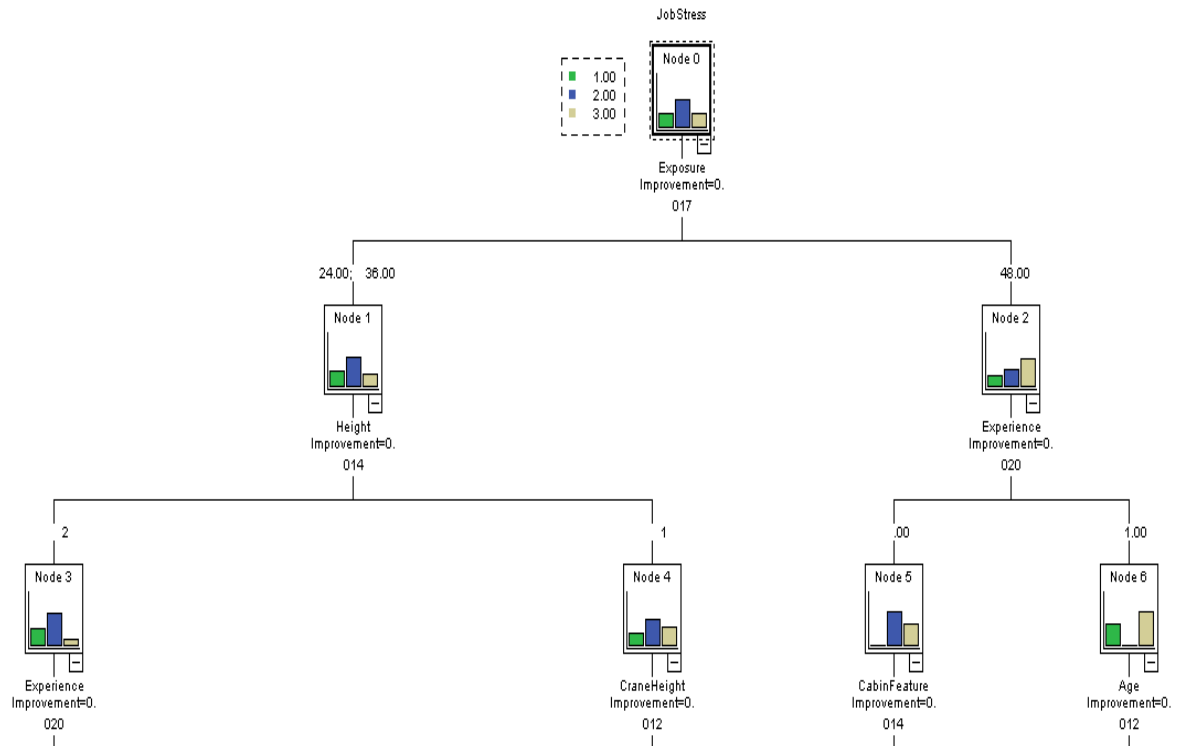 JobStress
Node 0
1.00
2.00
3.00
Exposure
Improvement=0.
017
24.00; 36.00
48.00
Node 1
Node 2
Height
Improvement=0.
014
Experience
Improvement=0.
020
2
1
.00
1.00
Node 3
Node 4
Node 5
Node 6
Experience
Improvement=0.
020
CraneHeight
Improvement=0.
012
CabinFeature
Improvement=0.
014
Age
Improvement=0.
012